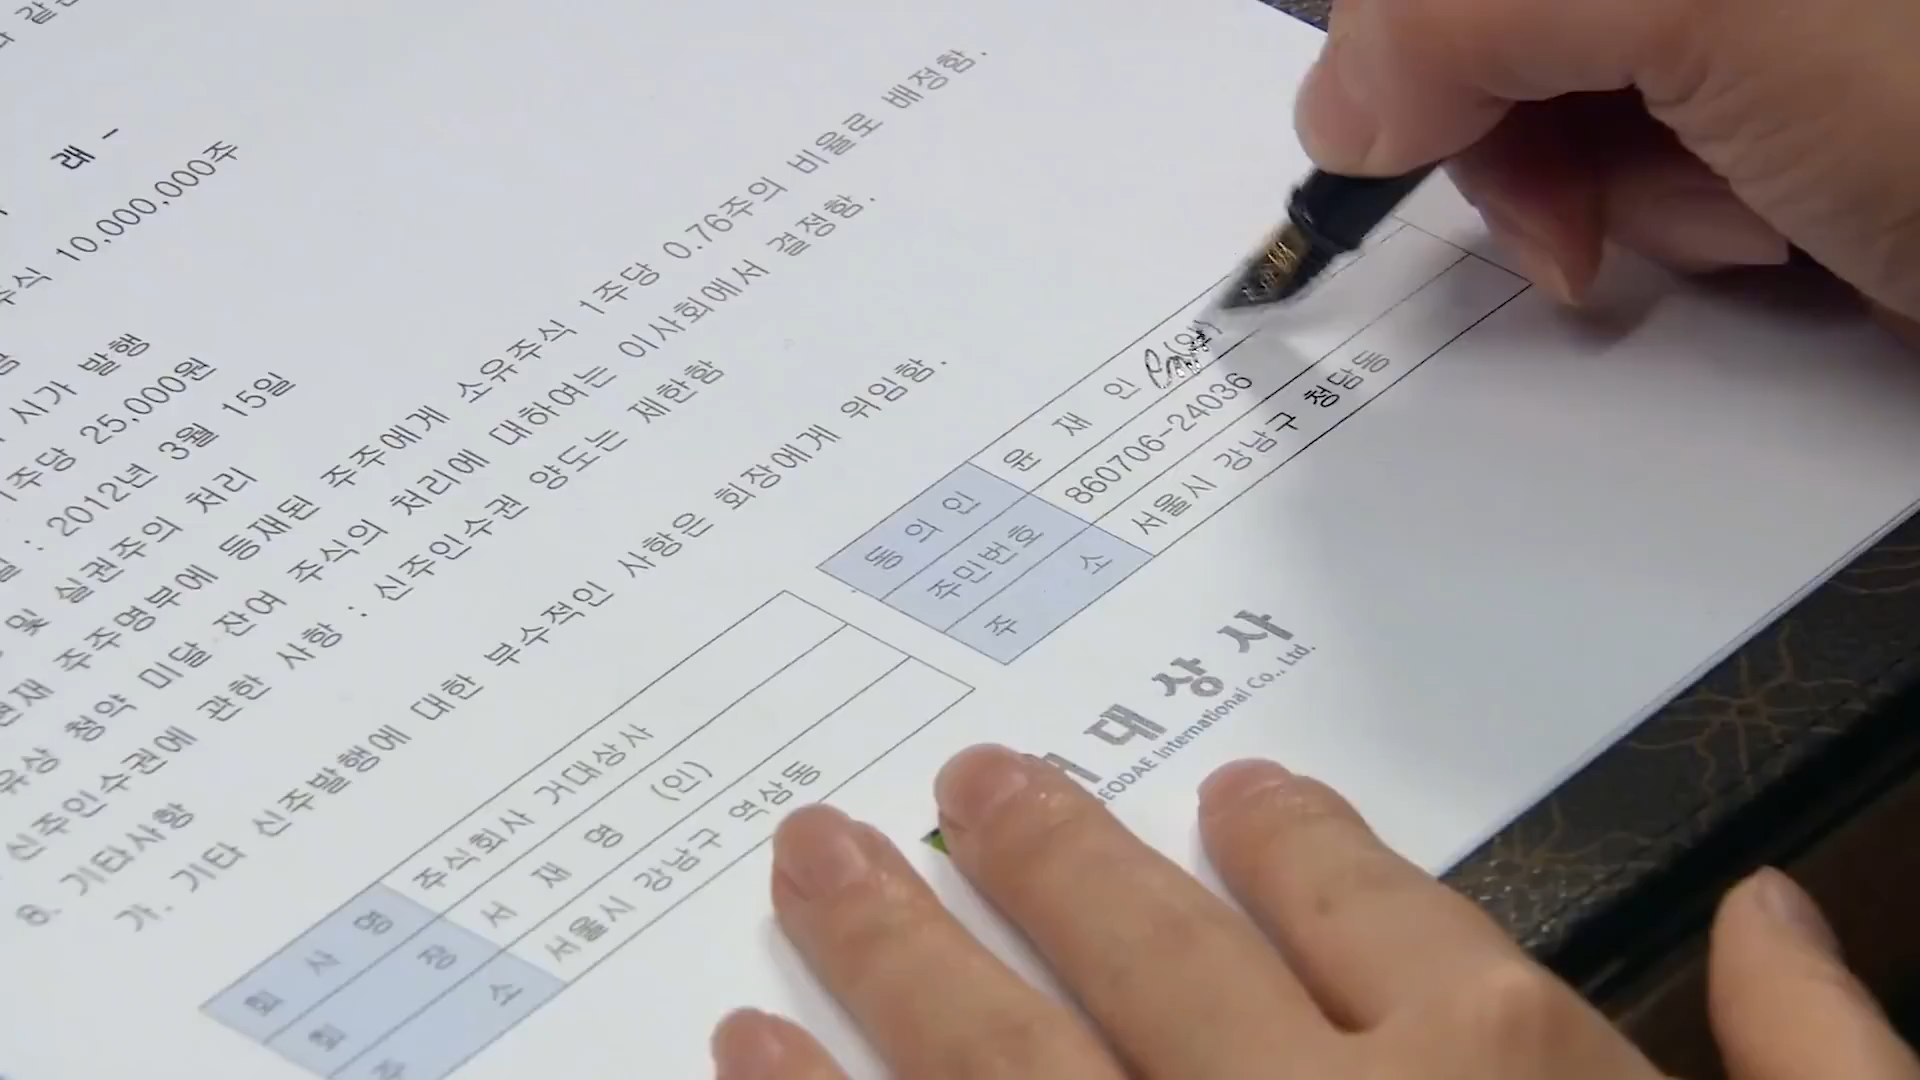 래 -
주식 10,000,000주
시가 발행
1주당 25,000원
: 2012년 3월 15일
및 실권주의 처리
현재 주주명부에 등재된 주주에게 소유주식 1주당 0.76주의 비율로 배정함.
유상 청약 미달 잔여 주식의 처리에 대하여는 이사회에서 결정함.
신주인수권에 관한 사항 : 신주인수권 양도는 제한함
8. 기타사항
가. 기타 신주발행에 대한 부수적인 사항은 회장에게 위임함.
회 사 명 주식회사 거대상사
회 장 서 재 명 (인)
주 소 서울시 강남구 역삼동
동 의 인 윤 재 인 (인)
주민번호 860706-24036
주 소 서울시 강남구 청담동
대 상 사
EODAE International Co., Ltd.